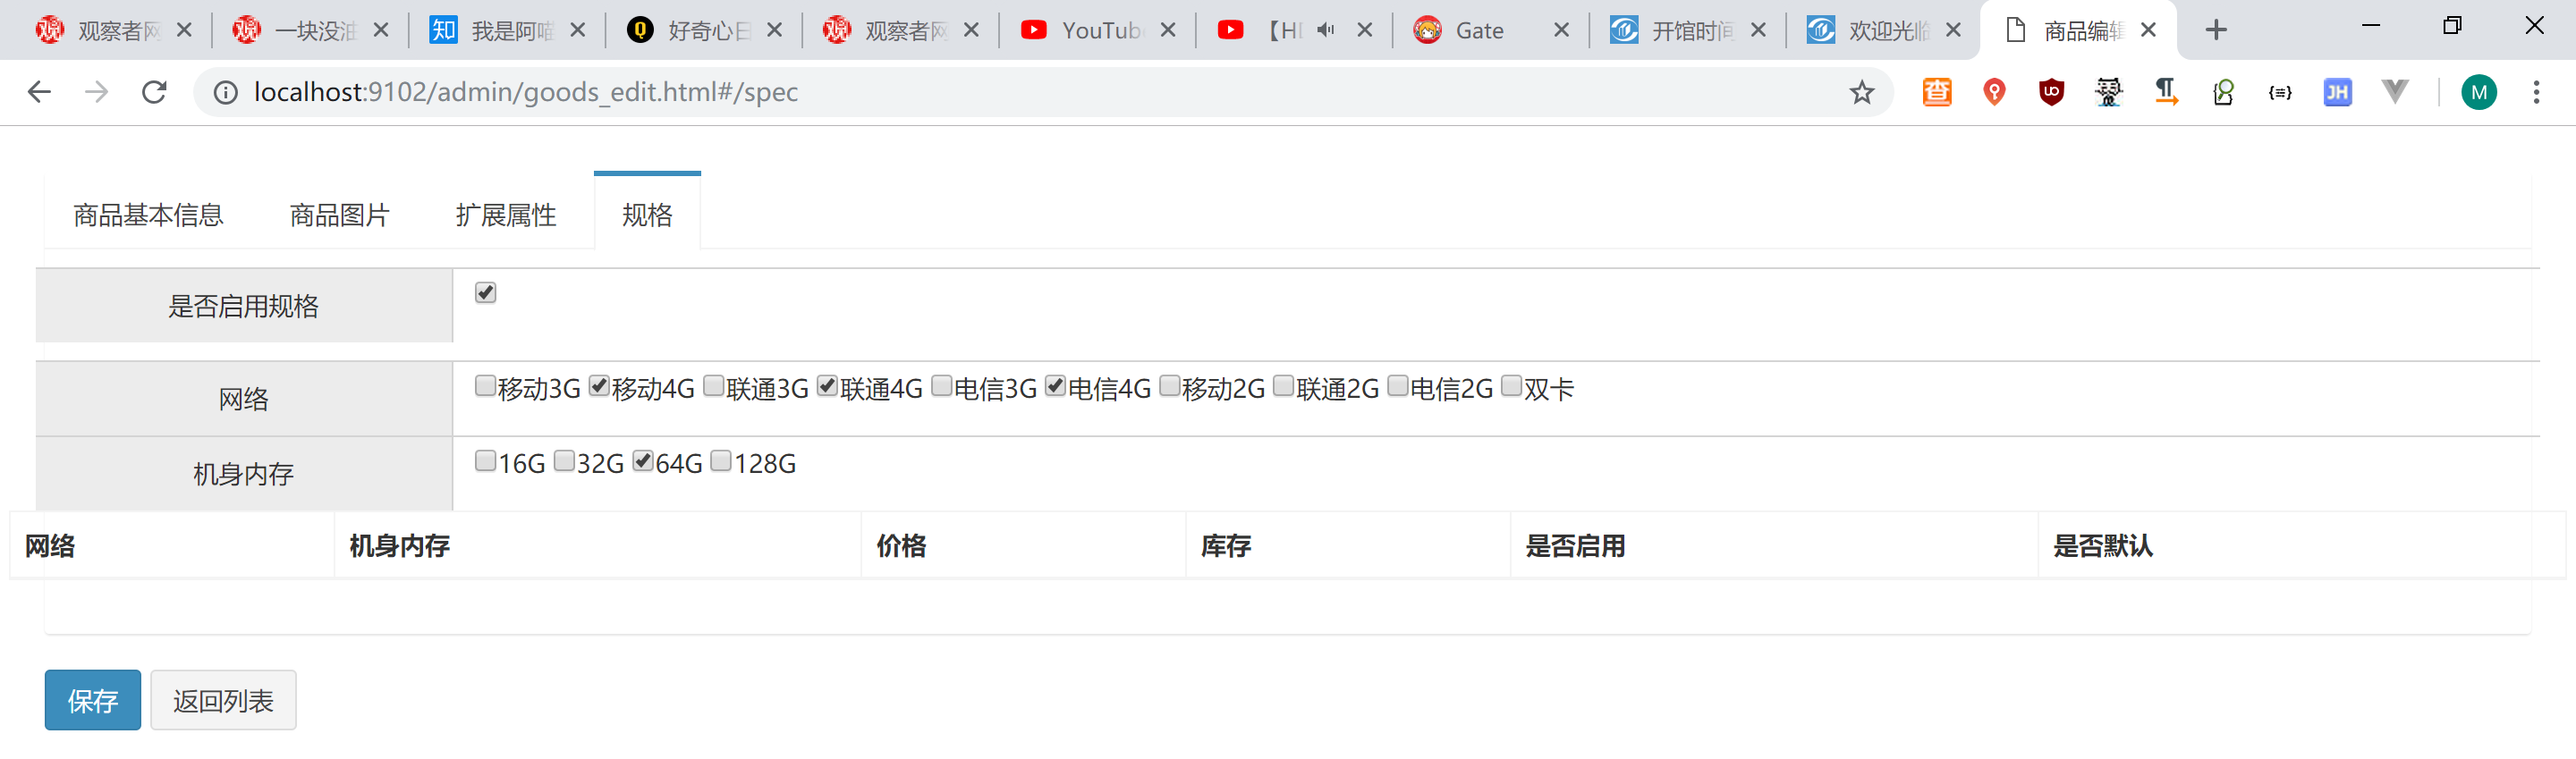 观察者网 一块没油 我是阿喵 好奇心日 观察者网 YouTub 【HD Gate 开馆时间 欢迎光临 商品编辑
localhost:9102/admin/goods_edit.html#/spec
商品基本信息 商品图片 扩展属性 规格
是否启用规格
网络 移动3G 移动4G 联通3G 联通4G 电信3G 电信4G 移动2G 联通2G 电信2G 双卡
机身内存 16G 32G 64G 128G
网络 机身内存 价格 库存 是否启用 是否默认
保存 返回列表